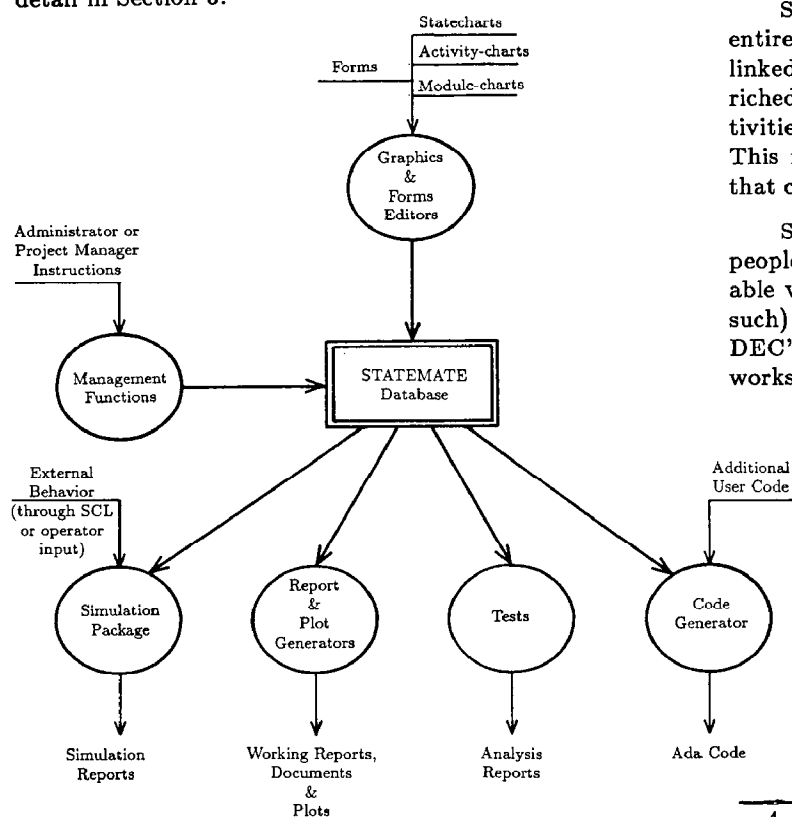 detail in Section
Statecharts
Activity-charts
Forms
Module-charts
Graphics
&
Forms
Editors
Administrator or
Project Manager
Instructions
Management
Functions
STATEMATE
Database
External
Behavior
(through SCL
or operator
input)
Additional
User Code
Simulation
Package
Report
&
Plot
Generators
Tests
Code
Generator
Simulation
Reports
Working Reports,
Documents
&
Plots
Analysis
Reports
Ada Code
S
entire
linked
riched
tivitie
This
that c
S
people
able v
such)
DEC'
works